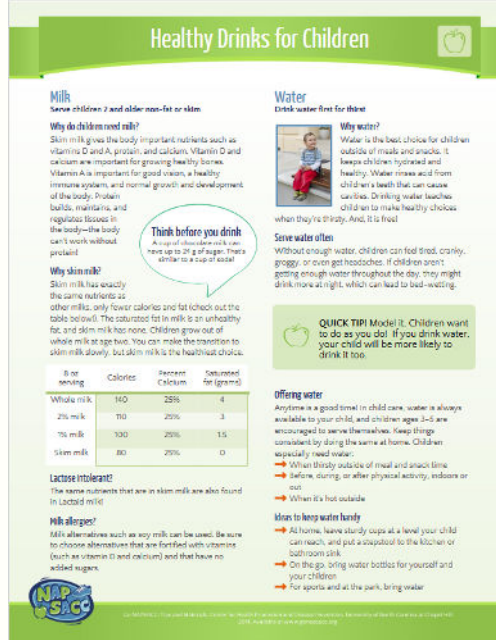 Healthy Drinks for Children
Milk
Serve children 2 and older non-fat or skim
Why do children need milk?
Skim milk gives the body important nutrients such as
vitamins D and A, protein, and calcium. Vitamin D and
calcium are important for growing healthy bones.
Vitamin A is important for good vision, a healthy
immune system, and normal growth and development
of the body. Protein
builds, maintains, and
regulates tissues in
the body—the body
can't work without
protein!
Think before you drink
A cup of chocolate milk can
have up to 24 g of sugar. That's
similar to a cup of soda!
Why skim milk?
Skim milk has exactly
the same nutrients as
other milks, only fewer calories and fat (check out the
table below!). The saturated fat in milk is an unhealthy
fat, and skim milk has none. Children grow out of
whole milk at age two. You can make the transition to
skim milk slowly, but skim milk is the healthiest choice.
8 oz serving Calories Percent Calcium Saturated fat (grams)
Whole milk 140 25% 4
2% milk 110 25% 3
1% milk 100 25% 1.5
Skim milk 80 25% 0
Lactose intolerant?
The same nutrients that are in skim milk are also found
in Lactaid milk!
Milk allergies?
Milk alternatives such as soy milk can be used. Be sure
to choose alternatives that are fortified with vitamins
(such as vitamin D and calcium) and that have no
added sugars.
Water
Drink water first for thirst
Why water?
Water is the best choice for children
outside of meals and snacks. It
keeps children hydrated and
healthy. Water rinses acid from
children's teeth that can cause
cavities. Drinking water teaches
children to make healthy choices
when they're thirsty. And, it is free!
Serve water often
Without enough water, children can feel tired, cranky,
groggy, or even get headaches. If children aren't
getting enough water throughout the day, they might
drink more at night, which can lead to bed-wetting.
QUICK TIP! Model it. Children want
to do as you do! If you drink water,
your child will be more likely to
drink it too.
Offering water
Anytime is a good time! In child care, water is always
available to your child, and children ages 3-5 are
encouraged to serve themselves. Keep things
consistent by doing the same at home. Children
especially need water:
When thirsty outside of meal and snack time
Before, during, or after physical activity, indoors or
out
When it's hot outside
Ideas to keep water handy
At home, leave sturdy cups at a level your child
can reach, and put a stepstool to the kitchen or
bathroom sink
On the go, bring water bottles for yourself and
your children
For sports and at the park, bring water
NAP
SACC